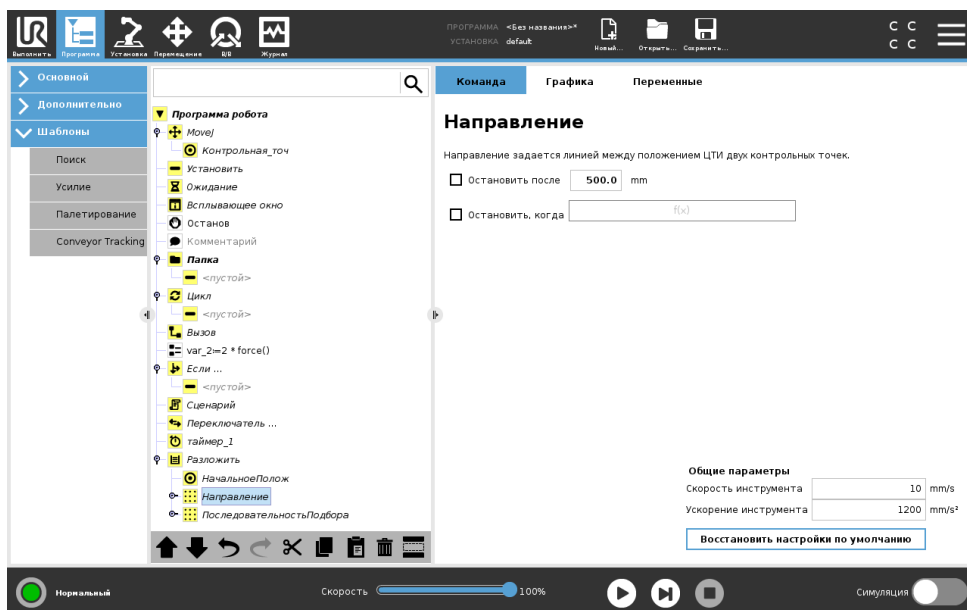 ПРОГРАММА <Без названия>*
УСТАНОВКА default
Выполнить Программа Установка Перемещение В/В Журнал Новый... Открыть... Сохранить...
C C
C C
Основной
Дополнительно
Шаблоны
Поиск
Усилие
Палетирование
Conveyor Tracking
Программа робота
MoveJ
Контрольная_точ
Установить
Ожидание
Всплывающее окно
Останов
Комментарий
Папка
<пустой>
Цикл
<пустой>
Вызов
var_2≔2 * force()
Если ...
<пустой>
Сценарий
Переключатель ...
таймер_1
Разложить
НачальноеПолож
Направление
ПоследовательностьПодбора
Команда Графика Переменные
Направление
Направление задается линией между положением ЦТИ двух контрольных точек.
Остановить после 500.0 mm
Остановить, когда f(x)
Общие параметры
Скорость инструмента 10 mm/s
Ускорение инструмента 1200 mm/s²
Восстановить настройки по умолчанию
Нормальный Скорость 100% Симуляция